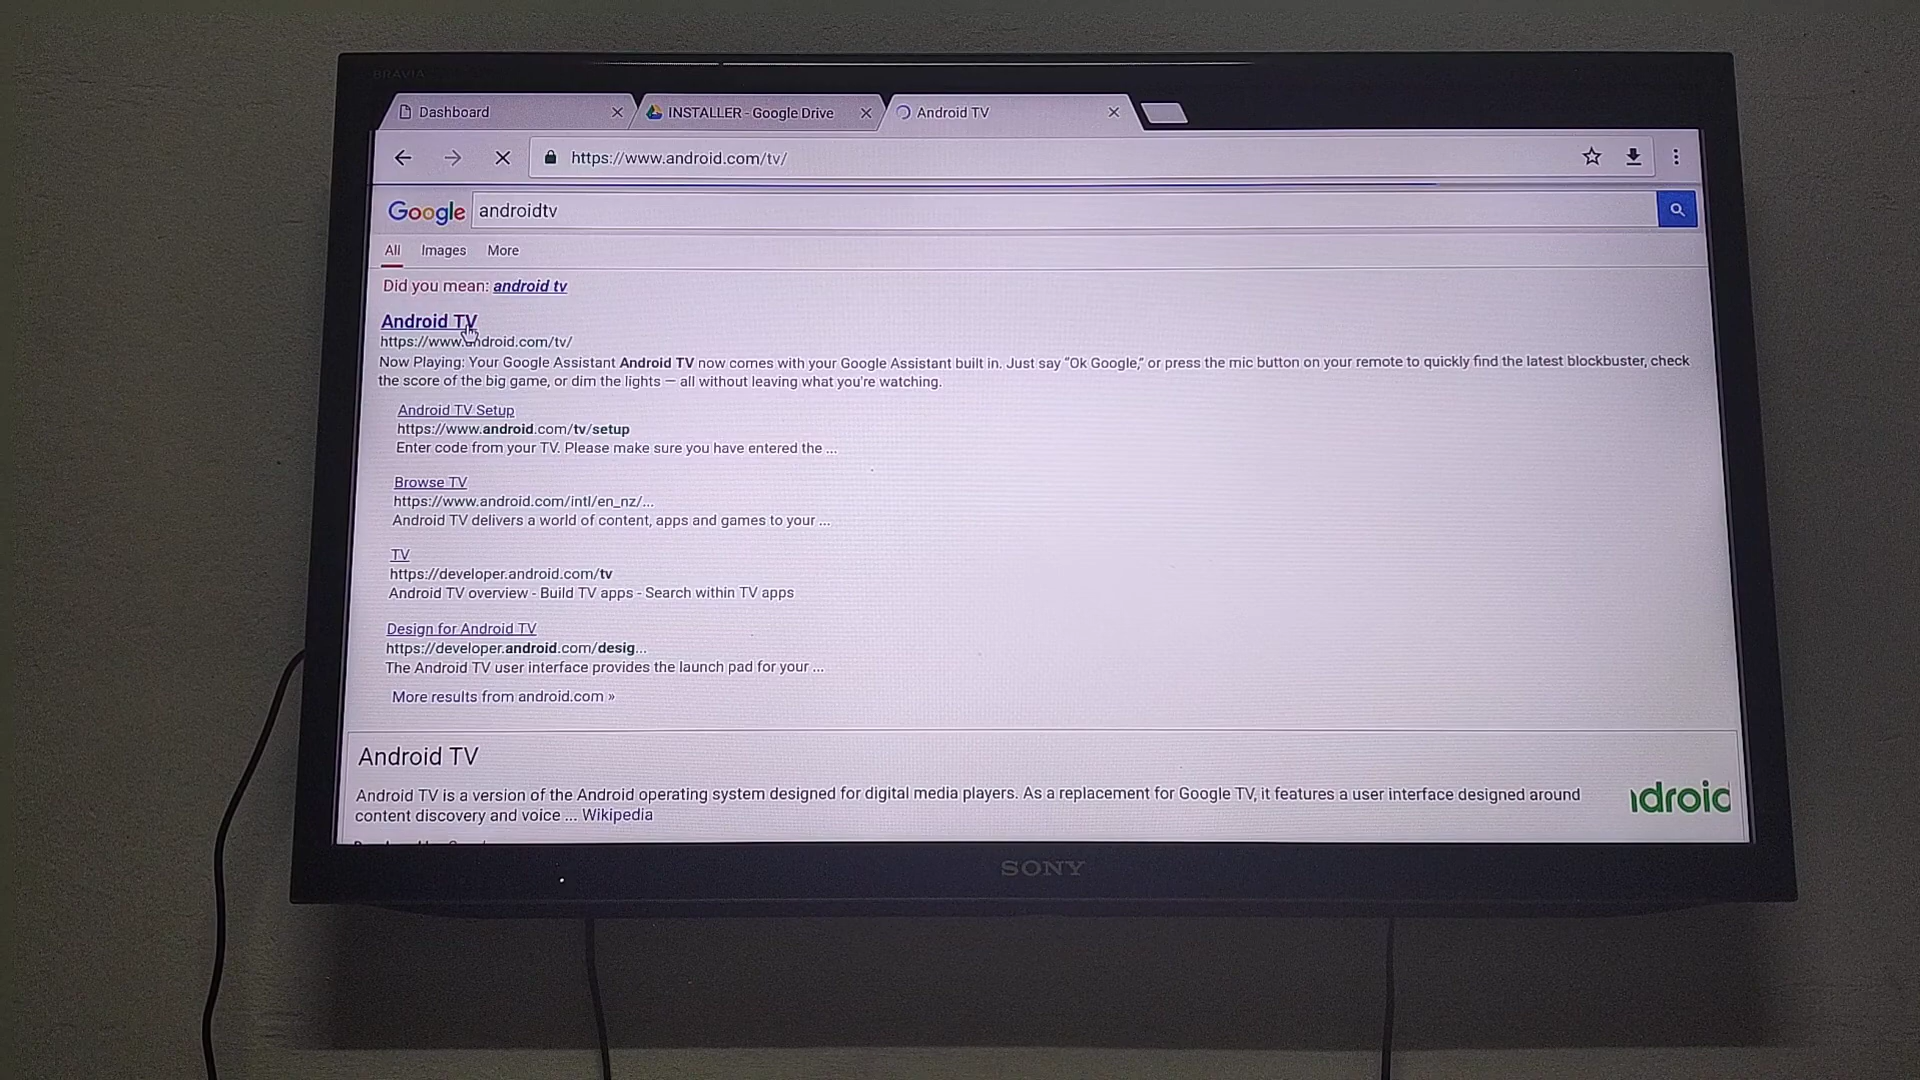 BRAVIA
Dashboard
INSTALLER - Google Drive
Android TV
https://www.android.com/tv/
Google androidtv
All Images More
Did you mean: android tv
Android TV
https://www.android.com/tv/
Now Playing: Your Google Assistant Android TV now comes with your Google Assistant built in. Just say “Ok Google,” or press the mic button on your remote to quickly find the latest blockbuster, check
the score of the big game, or dim the lights — all without leaving what you're watching.
Android TV Setup
https://www.android.com/tv/setup
Enter code from your TV. Please make sure you have entered the ...
Browse TV
https://www.android.com/intl/en_nz/...
Android TV delivers a world of content, apps and games to your ...
TV
https://developer.android.com/tv
Android TV overview - Build TV apps - Search within TV apps
Design for Android TV
https://developer.android.com/desig...
The Android TV user interface provides the launch pad for your ...
More results from android.com »
Android TV
Android TV is a version of the Android operating system designed for digital media players. As a replacement for Google TV, it features a user interface designed around
content discovery and voice ... Wikipedia
droid
SONY